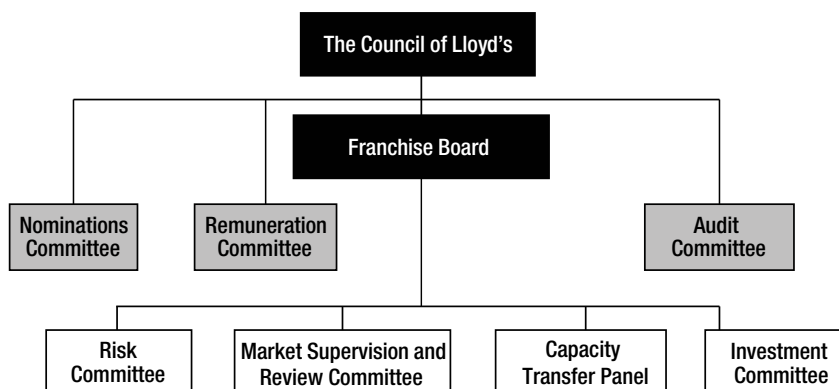 The Council of Lloyd's
Franchise Board
Nominations
Committee
Remuneration
Committee
Audit
Committee
Risk
Committee
Market Supervision and
Review Committee
Capacity
Transfer Panel
Investment
Committee